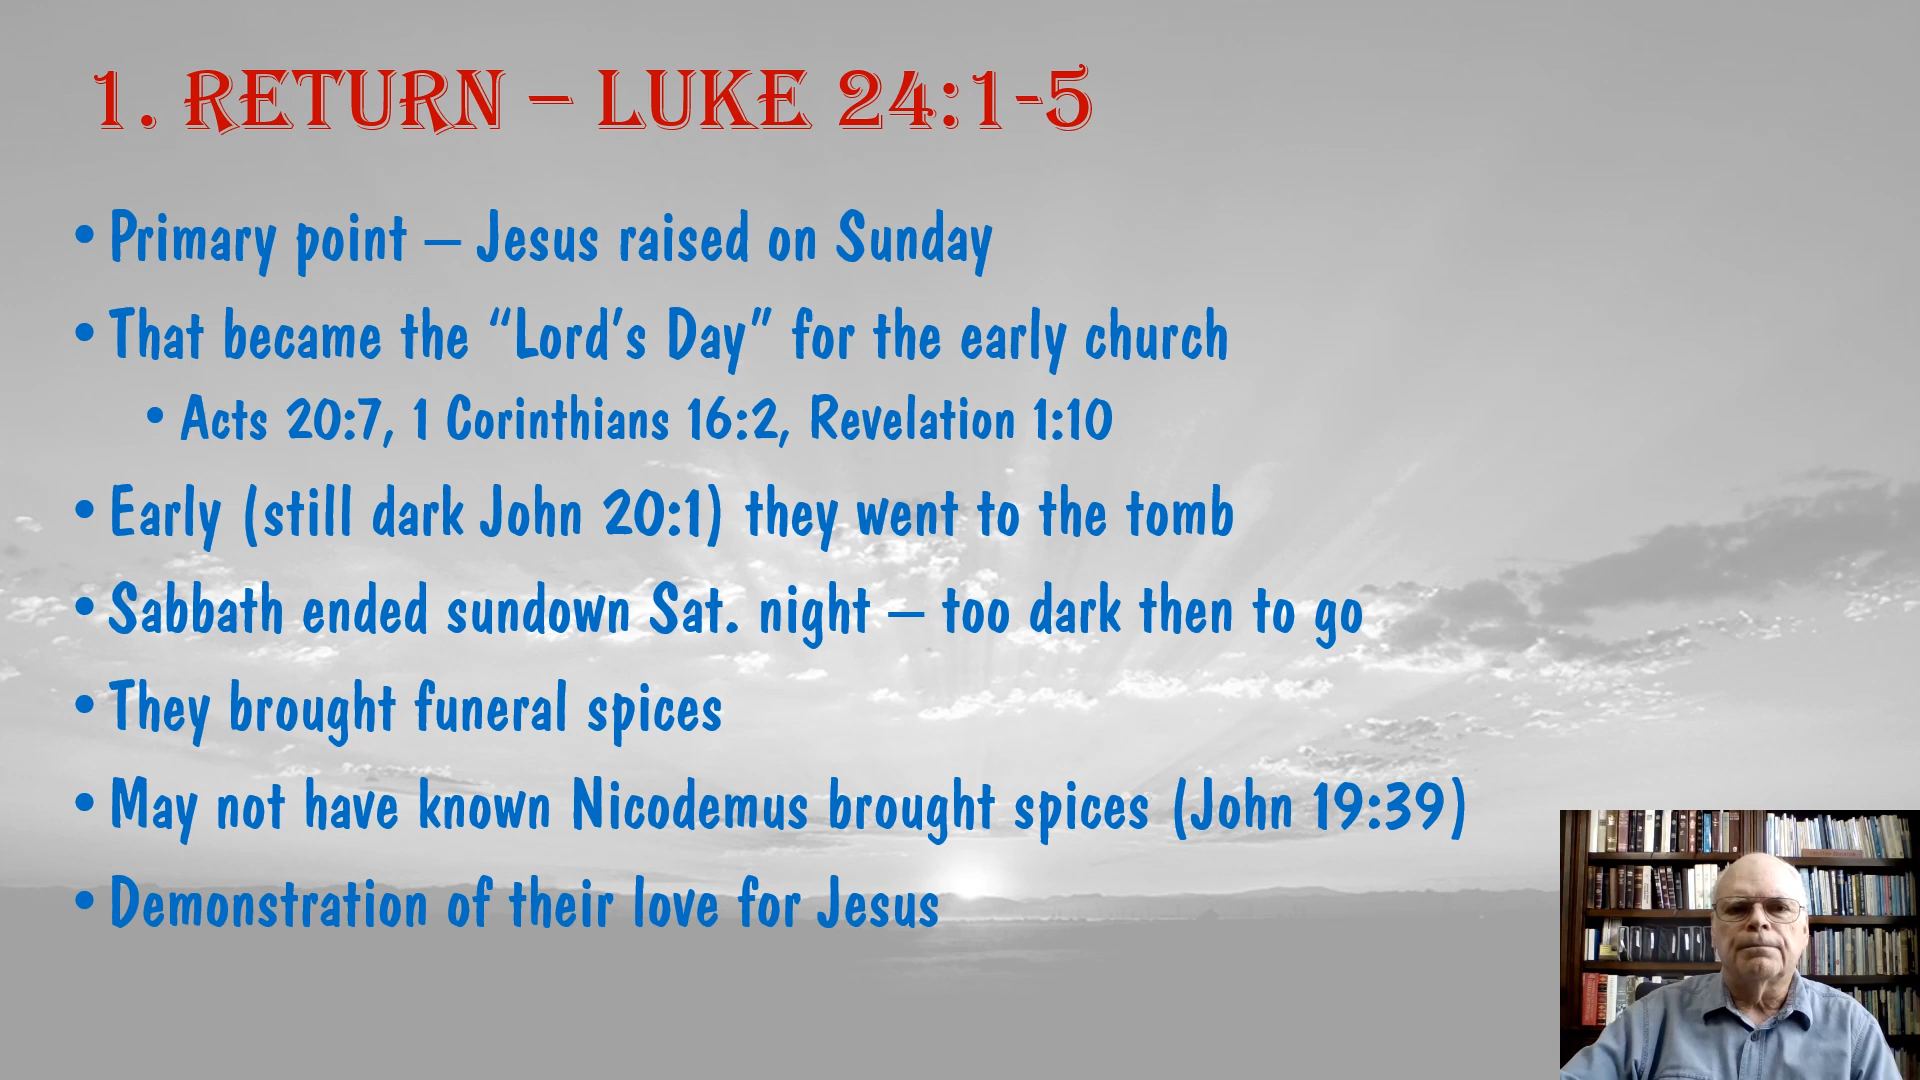 1. RETURN – LUKE 24:1-5
• Primary point – Jesus raised on Sunday
• That became the “Lord’s Day” for the early church
• Acts 20:7, 1 Corinthians 16:2, Revelation 1:10
• Early (still dark John 20:1) they went to the tomb
• Sabbath ended sundown Sat. night – too dark then to go
• They brought funeral spices
• May not have known Nicodemus brought spices (John 19:39)
• Demonstration of their love for Jesus